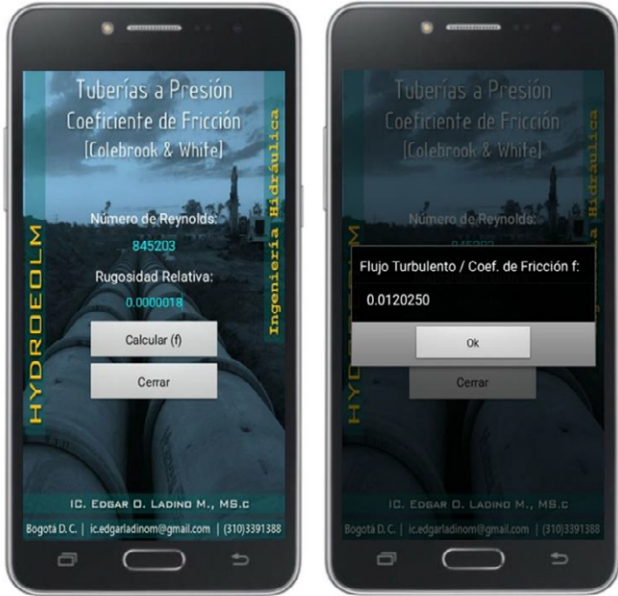 Tuberías a Presión
Coeficiente de Fricción
[Colebrook & White]
Número de Reynolds:
845203
Rugosidad Relativa:
0.0000018
Calcular (f)
Cerrar
HYDROEOLM
Ingeniería Hidráulica
IC. EDGAR O. LADINO M., MS.c
Bogotá D. C. | ic.edgarladinom@gmail.com | (310)3391388
Tuberías a Presión
Coeficiente de Fricción
[Colebrook & White]
Número de Reynolds:
845203
Flujo Turbulento / Coef. de Fricción f:
0.0120250
Ok
Cerrar
IC. EDGAR O. LADINO M., MS.c
Bogotá D. C. | ic.edgarladinom@gmail.com | (310)3391388